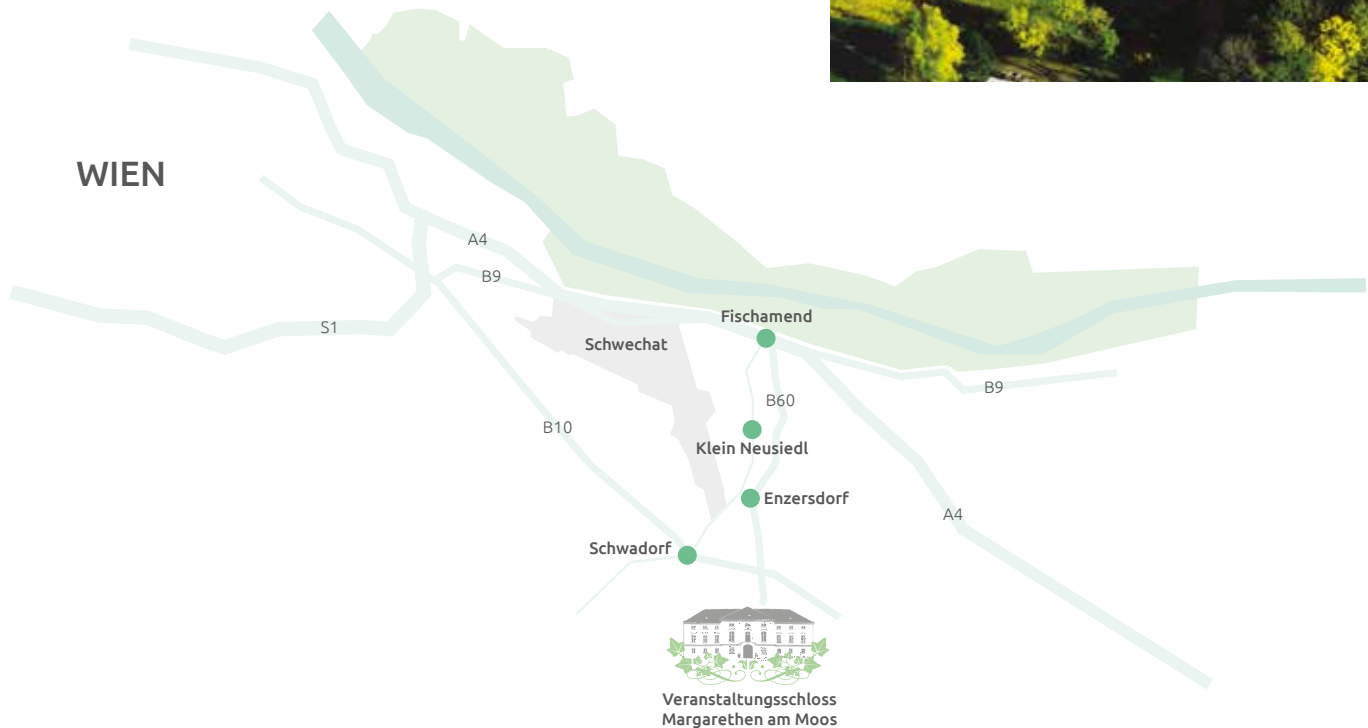 WIEN
A4
B9
S1
Fischamend
Schwechat
B60
B9
B10
Klein Neusiedl
Enzersdorf
A4
Schwadorf
Veranstaltungsschloss
Margarethen am Moos